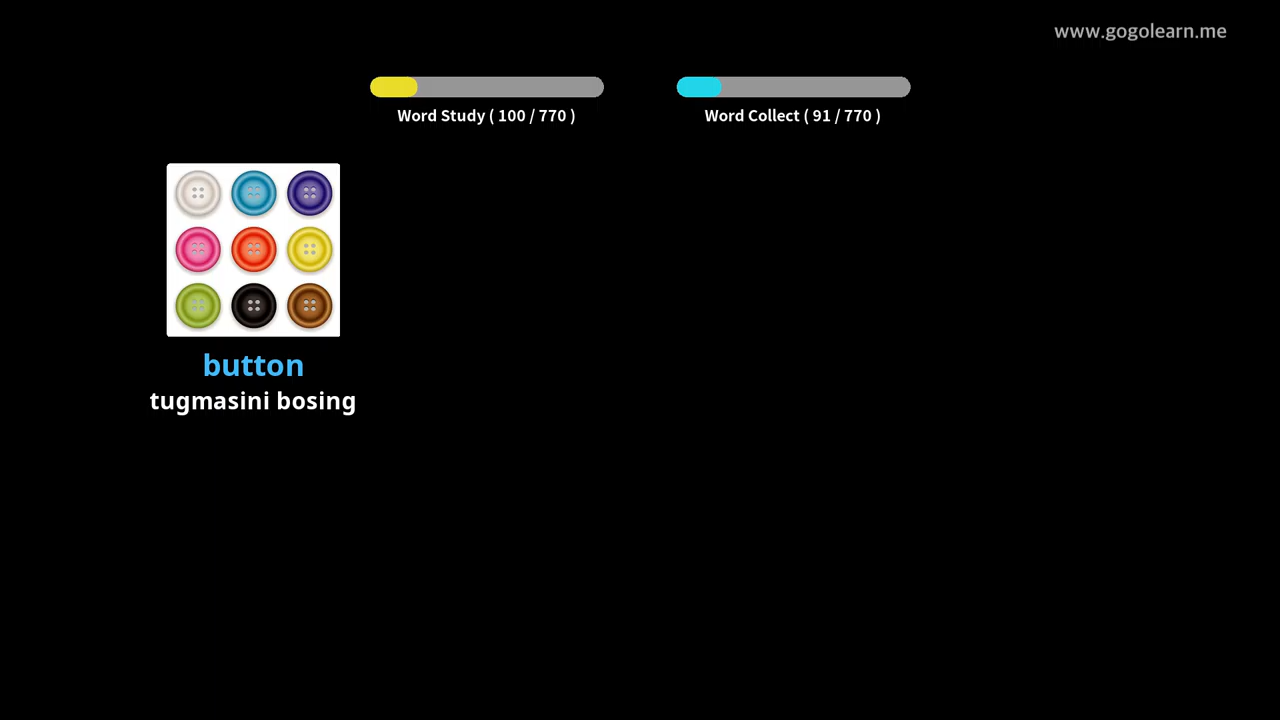 www.gogolearn.me
Word Study ( 100 / 770 )
Word Collect ( 91 / 770 )
button
tugmasini bosing